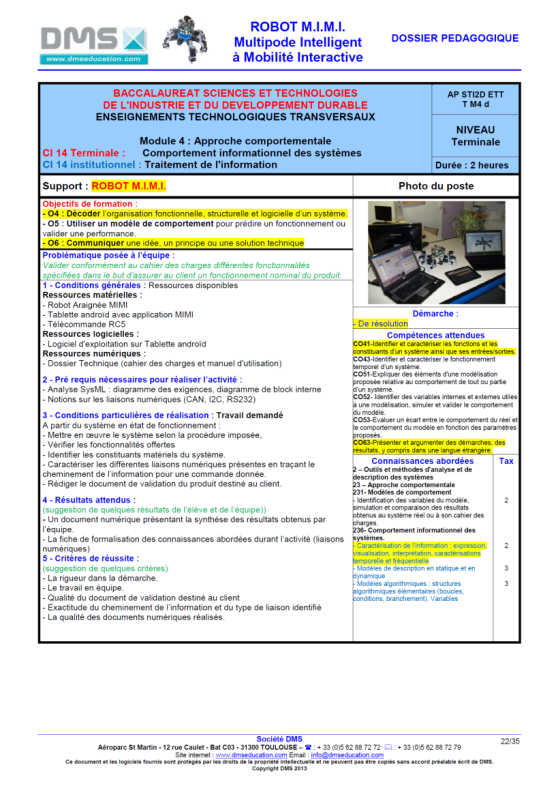 DMS
www.dmseducation.com
ROBOT M.I.M.I.
Multipode Intelligent
à Mobilité Interactive
DOSSIER PEDAGOGIQUE
BACCALAUREAT SCIENCES ET TECHNOLOGIES
DE L'INDUSTRIE ET DU DEVELOPPEMENT DURABLE
ENSEIGNEMENTS TECHNOLOGIQUES TRANSVERSAUX
Module 4 : Approche comportementale
CI 14 Terminale : Comportement informationnel des systèmes
CI 14 institutionnel : Traitement de l'information
AP STI2D ETT
T M4 d
NIVEAU
Terminale
Durée : 2 heures
Support : ROBOT M.I.M.I.
Photo du poste
Objectifs de formation :
- O4 : Décoder l'organisation fonctionnelle, structurelle et logicielle d'un système.
- O5 : Utiliser un modèle de comportement pour prédire un fonctionnement ou
valider une performance.
- O6 : Communiquer une idée, un principe ou une solution technique
Problématique posée à l'équipe :
Valider conformément au cahier des charges différentes fonctionnalités
spécifiées dans le but d'assurer au client un fonctionnement nominal du produit.
1 - Conditions générales : Ressources disponibles
Ressources matérielles :
- Robot Araignée MIMI
- Tablette androïd avec application MIMI
- Télécommande RC5
Ressources logicielles :
- Logiciel d'exploitation sur Tablette androïd
Ressources numériques :
- Dossier Technique (cahier des charges et manuel d'utilisation)
2 - Pré requis nécessaires pour réaliser l'activité :
- Analyse SysML : diagramme des exigences, diagramme de block interne
- Notions sur les liaisons numériques (CAN, I2C, RS232)
3 - Conditions particulières de réalisation : Travail demandé
A partir du système en état de fonctionnement :
- Mettre en œuvre le système selon la procédure imposée,
- Vérifier les fonctionnalités offertes
- Identifier les constituants matériels du système.
- Caractériser les différentes liaisons numériques présentes en traçant le
cheminement de l'information pour une commande donnée.
- Rédiger le document de validation du produit destiné au client.
4 - Résultats attendus :
(suggestion de quelques résultats de l'élève et de l'équipe))
- Un document numérique présentant la synthèse des résultats obtenus par
l'équipe.
- La fiche de formalisation des connaissances abordées durant l'activité (liaisons
numériques)
5 - Critères de réussite :
(suggestion de quelques critères)
- La rigueur dans la démarche.
- Le travail en équipe.
- Qualité du document de validation destiné au client
- Exactitude du cheminement de l'information et du type de liaison identifié
- La qualité des documents numériques réalisés.
Démarche :
- De résolution
Compétences attendues
CO41-Identifier et caractériser les fonctions et les
constituants d'un système ainsi que ses entrées/sorties.
CO43-Identifier et caractériser le fonctionnement
temporel d'un système.
CO51-Expliquer des éléments d'une modélisation
proposée relative au comportement de tout ou partie
d'un système.
CO52- Identifier des variables internes et externes utiles
à une modélisation, simuler et valider le comportement
du modèle.
CO53-Evaluer un écart entre le comportement du réel et
le comportement du modèle en fonction des paramètres
proposés.
CO63-Présenter et argumenter des démarches, des
résultats, y compris dans une langue étrangère.
Connaissances abordées Tax
2 – Outils et méthodes d'analyse et de
description des systèmes
23 – Approche comportementale
231- Modèles de comportement
- Identification des variables du modèle, 2
simulation et comparaison des résultats
obtenus au système réel ou à son cahier des
charges.
236- Comportement informationnel des
systèmes.
- Caractérisation de l'information : expression, 2
visualisation, interprétation, caractérisations
temporelle et fréquentielle
- Modèles de description en statique et en 3
dynamique
- Modèles algorithmiques : structures 3
algorithmiques élémentaires (boucles,
conditions, branchement). Variables
Société DMS
22/35
Aéroparc St Martin - 12 rue Caulet - Bat C03 - 31300 TOULOUSE – ☎ : + 33 (0)5 62 88 72 72 : + 33 (0)5 62 88 72 79
Site internet : www.dmseducation.com Email : info@dmseducation.com
Ce document et les logiciels fournis sont protégés par les droits de la propriété intellectuelle et ne peuvent pas être copiés sans accord préalable écrit de DMS.
Copyright DMS 2013